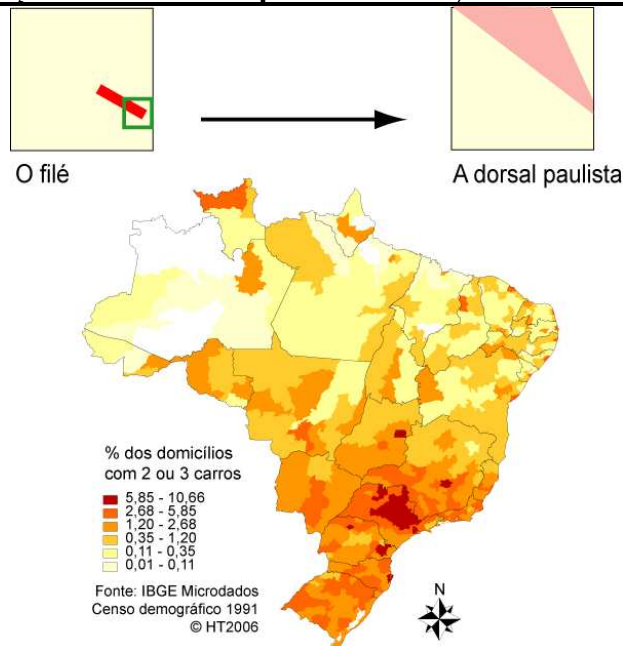 O filé
A dorsal paulista
% dos domicílios
com 2 ou 3 carros
5,85 - 10,66
2,68 - 5,85
1,20 - 2,68
0,35 - 1,20
0,11 - 0,35
0,01 - 0,11
Fonte: IBGE Microdados
Censo demográfico 1991
© HT2006
N